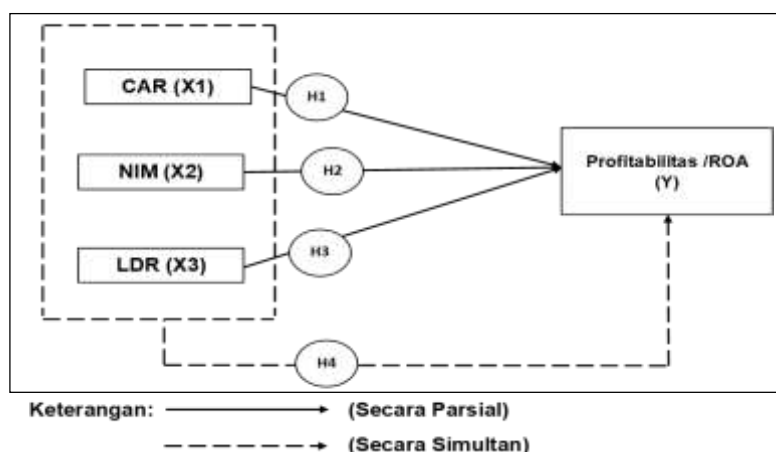 CAR (X1)
H1
NIM (X2)
H2
Profitabilitas /ROA
(Y)
LDR (X3)
H3
H4
Keterangan: (Secara Parsial)
(Secara Simultan)